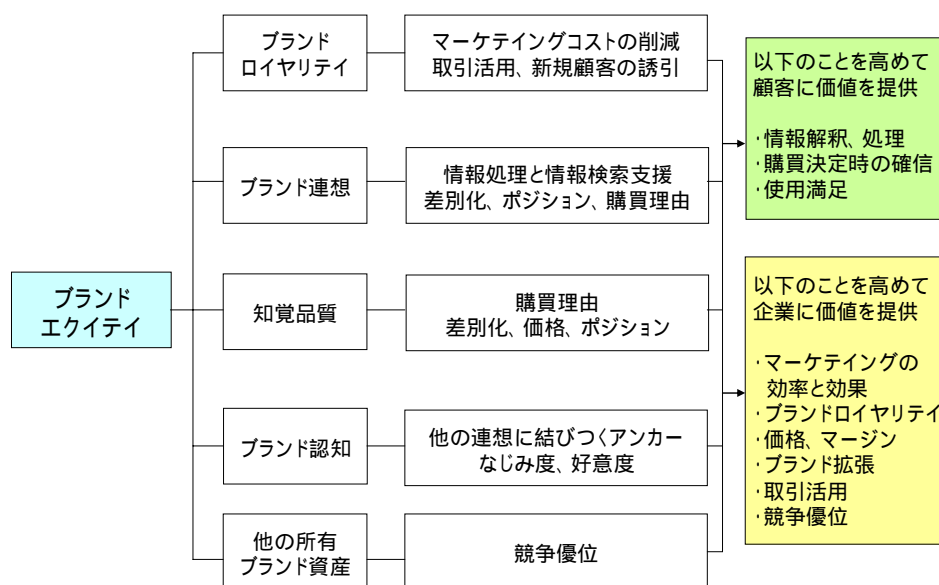 ブランド
ロイヤリテイ
マーケテイングコストの削減
取引活用、新規顧客の誘引
以下のことを高めて
顧客に価値を提供
・情報解釈、処理
・購買決定時の確信
・使用満足
ブランド連想
情報処理と情報検索支援
差別化、ポジション、購買理由
ブランド
エクイテイ
知覚品質
購買理由
差別化、価格、ポジション
以下のことを高めて
企業に価値を提供
・マーケテイングの
効率と効果
・ブランドロイヤリテイ
・価格、マージン
・ブランド拡張
・取引活用
・競争優位
ブランド認知
他の連想に結びつくアンカー
なじみ度、好意度
他の所有
ブランド資産
競争優位